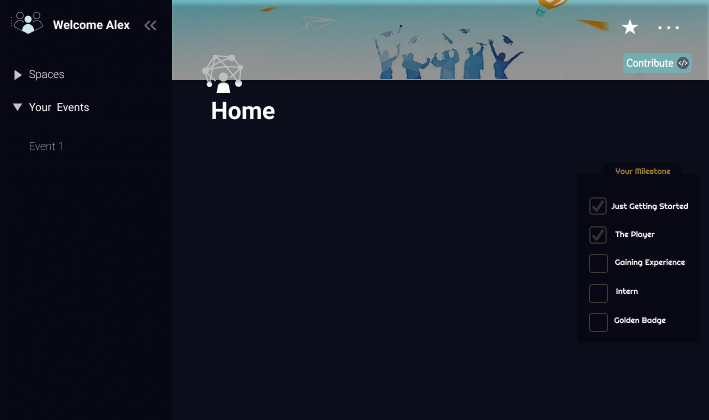 Welcome Alex
Spaces
Your Events
Event 1
Contribute </>
Home
Your Milestone
Just Getting Started
The Player
Gaining Experience
Intern
Golden Badge